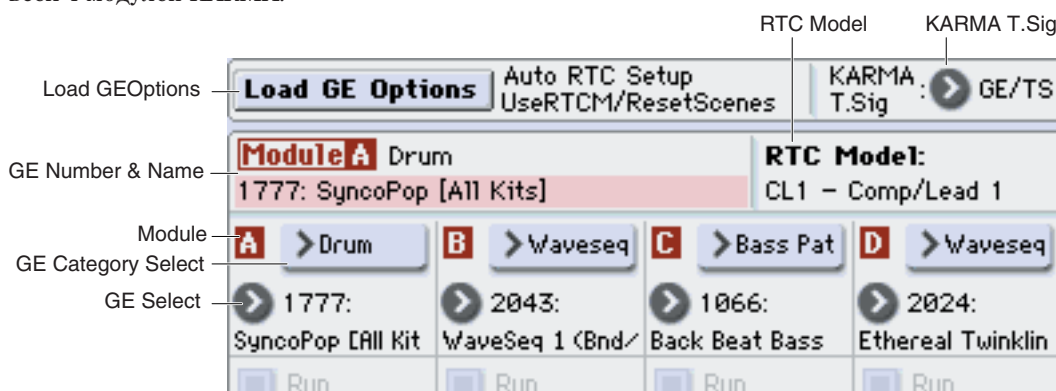 RTC Model KARMA T.Sig
Load GEOptions
Load GE Options Auto RTC Setup KARMA : GE/TS
UseRTCM/ResetScenes T.Sig
Module A Drum RTC Model:
GE Number & Name
1777: SyncoPop [All Kits] CL1 - Comp/Lead 1
Module
A Drum B Waveseq C Bass Pat D Waveseq
GE Category Select
GE Select 1777: 2043: 1066: 2024:
SyncoPop [All Kit WaveSeq 1 (Bnd/ Back Beat Bass Ethereal Twinklin
Run Run Run Run